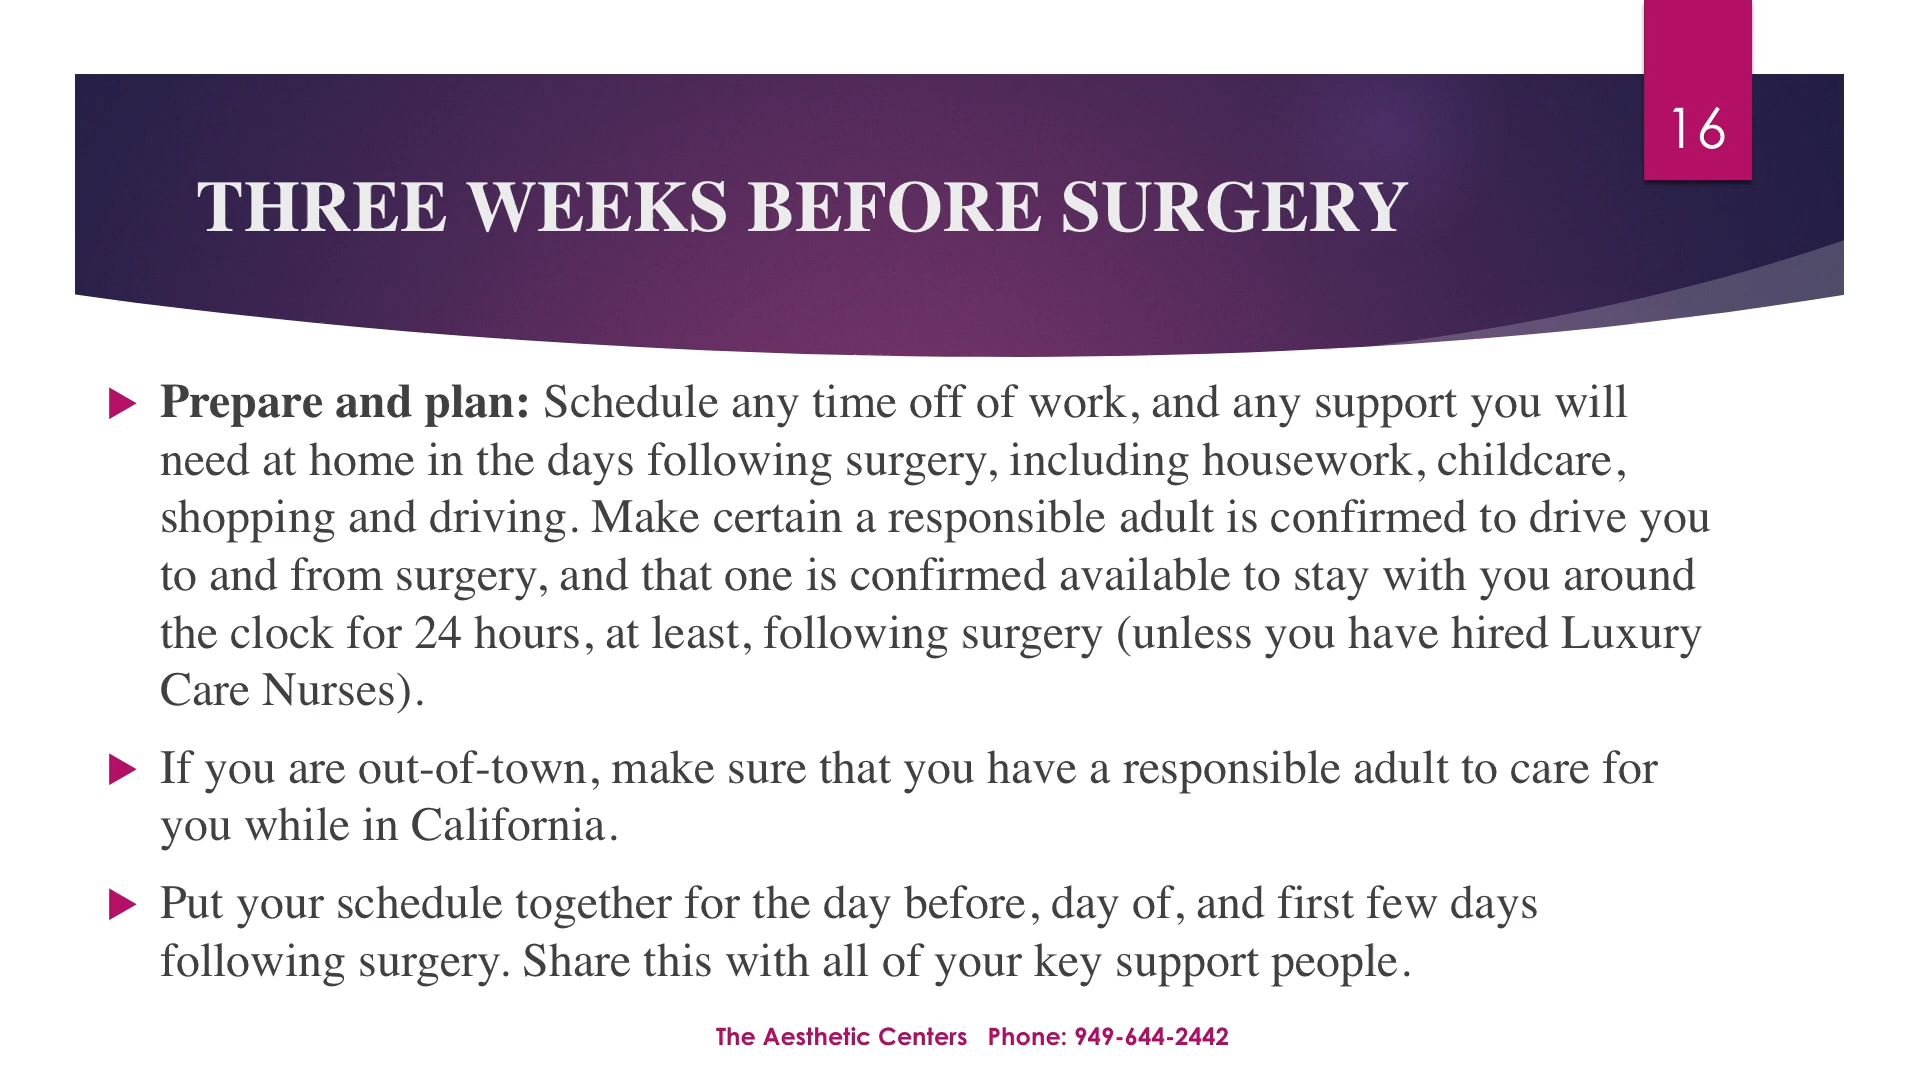 16
THREE WEEKS BEFORE SURGERY
Prepare and plan: Schedule any time off of work, and any support you will
need at home in the days following surgery, including housework, childcare,
shopping and driving. Make certain a responsible adult is confirmed to drive you
to and from surgery, and that one is confirmed available to stay with you around
the clock for 24 hours, at least, following surgery (unless you have hired Luxury
Care Nurses).
If you are out-of-town, make sure that you have a responsible adult to care for
you while in California.
Put your schedule together for the day before, day of, and first few days
following surgery. Share this with all of your key support people.
The Aesthetic Centers Phone: 949-644-2442